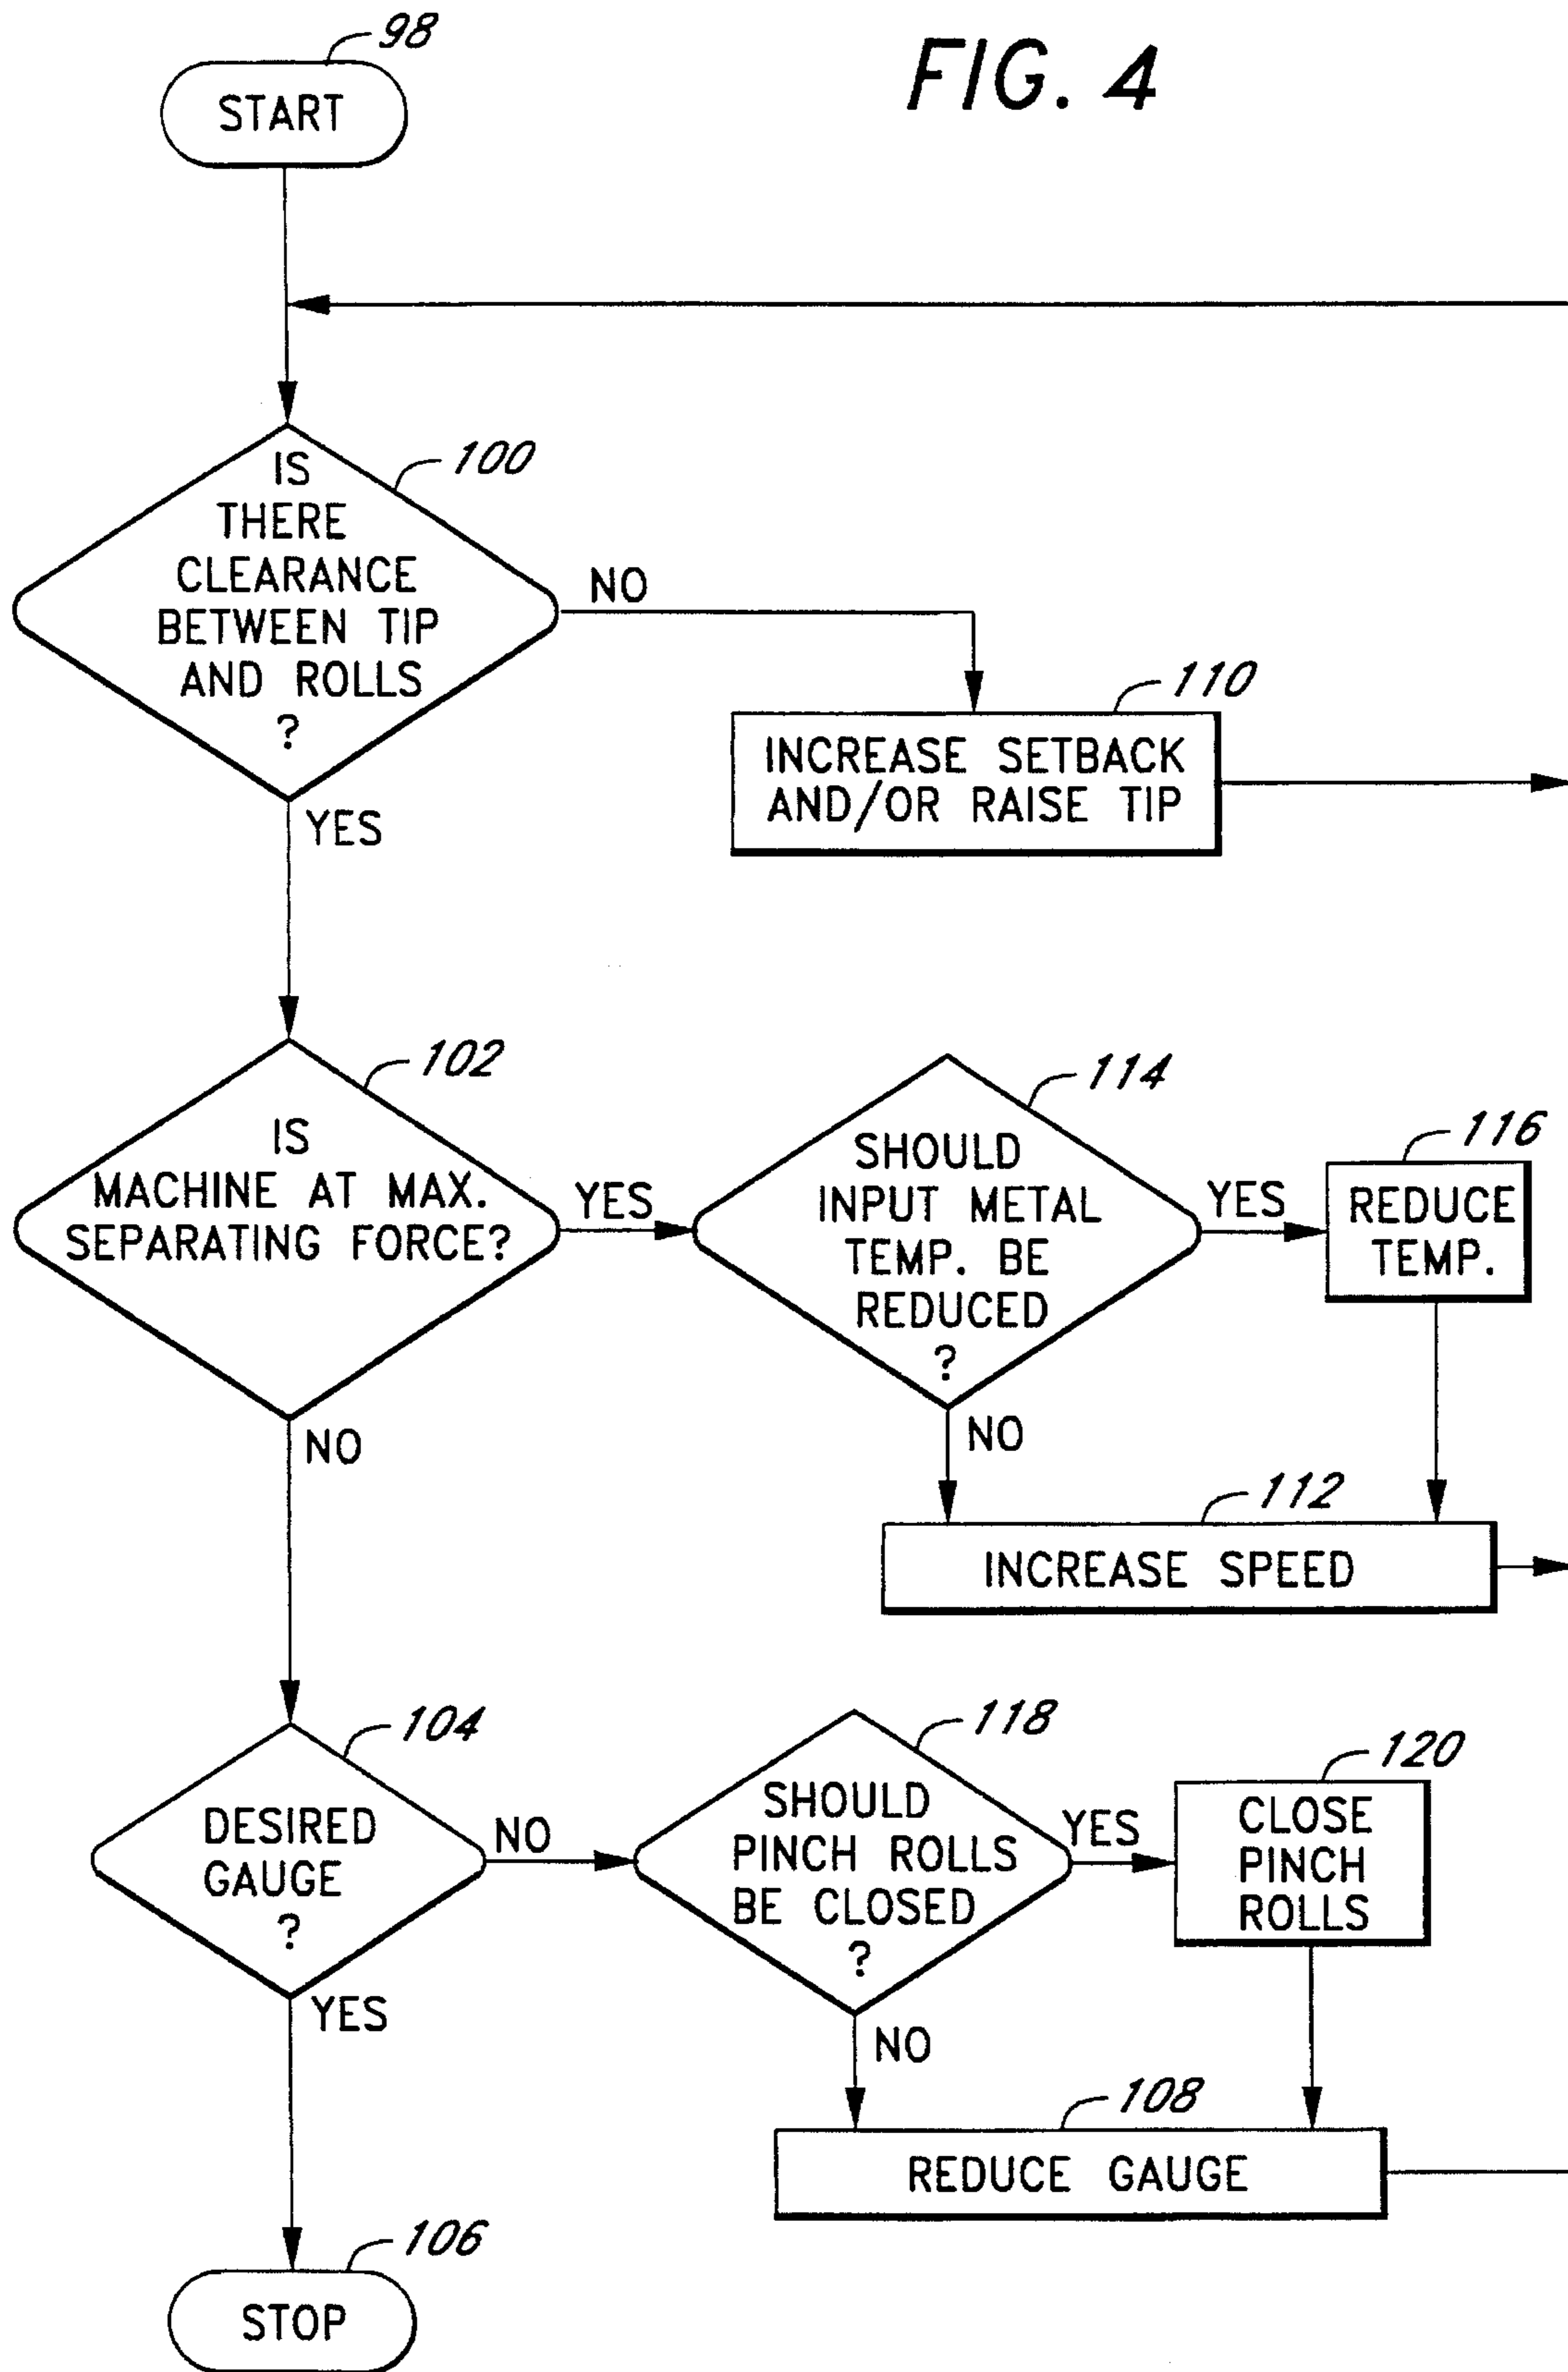 98
FIG. 4
START
IS
THERE
CLEARANCE
BETWEEN TIP
AND ROLLS
?
100
NO
YES
110
INCREASE SETBACK
AND/OR RAISE TIP
102
IS
MACHINE AT MAX.
SEPARATING FORCE?
YES
NO
114
SHOULD
INPUT METAL
TEMP. BE
REDUCED
?
YES
NO
116
REDUCE
TEMP.
112
INCREASE SPEED
104
DESIRED
GAUGE
?
NO
YES
118
SHOULD
PINCH ROLLS
BE CLOSED
?
YES
NO
120
CLOSE
PINCH
ROLLS
108
REDUCE GAUGE
106
STOP